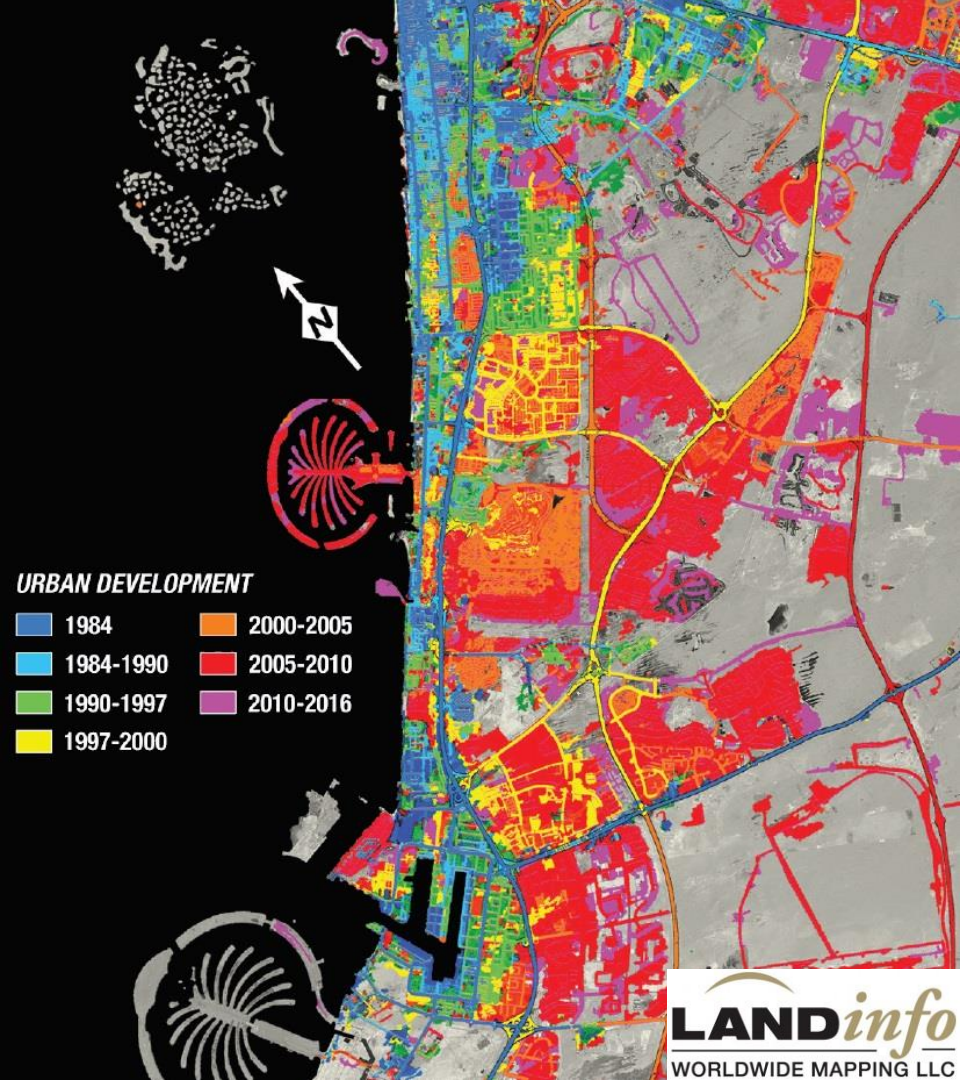 N
URBAN DEVELOPMENT
1984
1984-1990
1990-1997
1997-2000
2000-2005
2005-2010
2010-2016
LANDinfo
WORLDWIDE MAPPING LLC